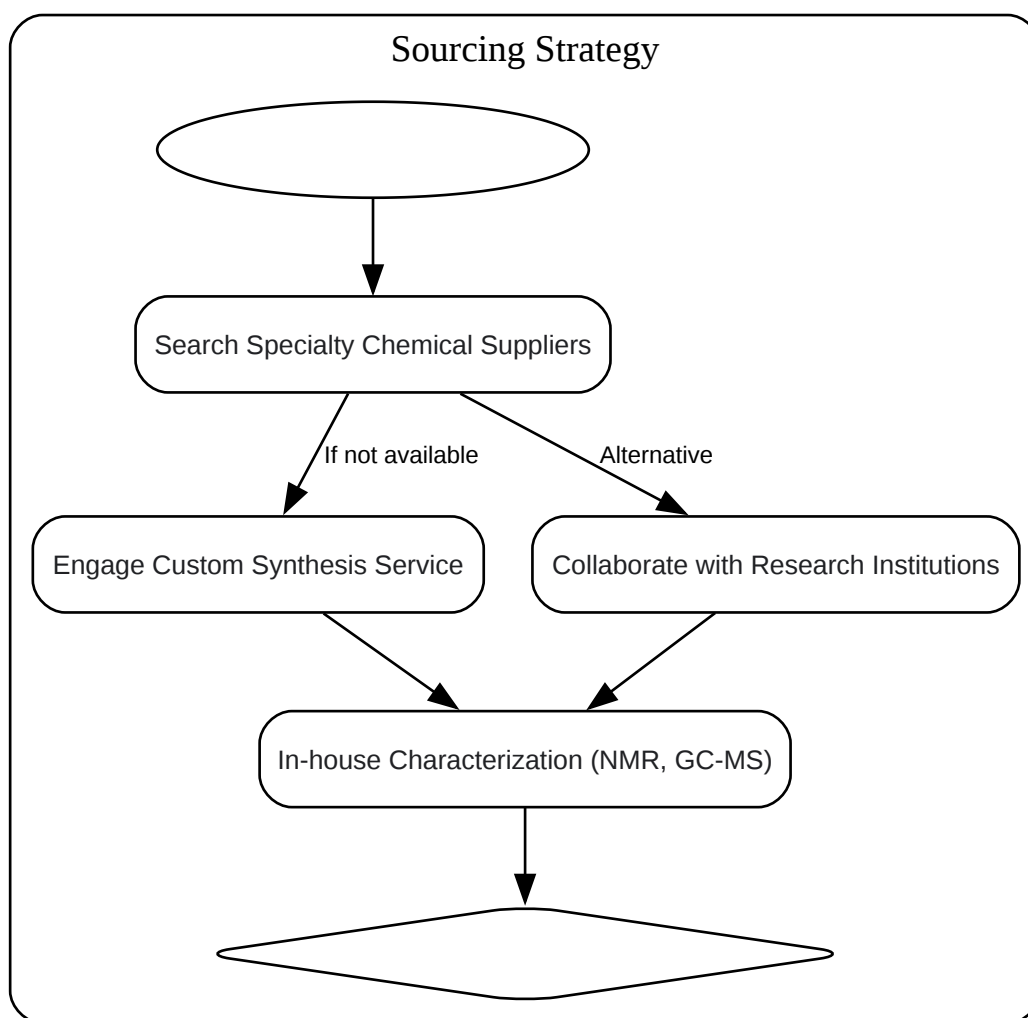 Sourcing Strategy
Search Specialty Chemical Suppliers
If not available
Alternative
Engage Custom Synthesis Service
Collaborate with Research Institutions
In-house Characterization (NMR, GC-MS)